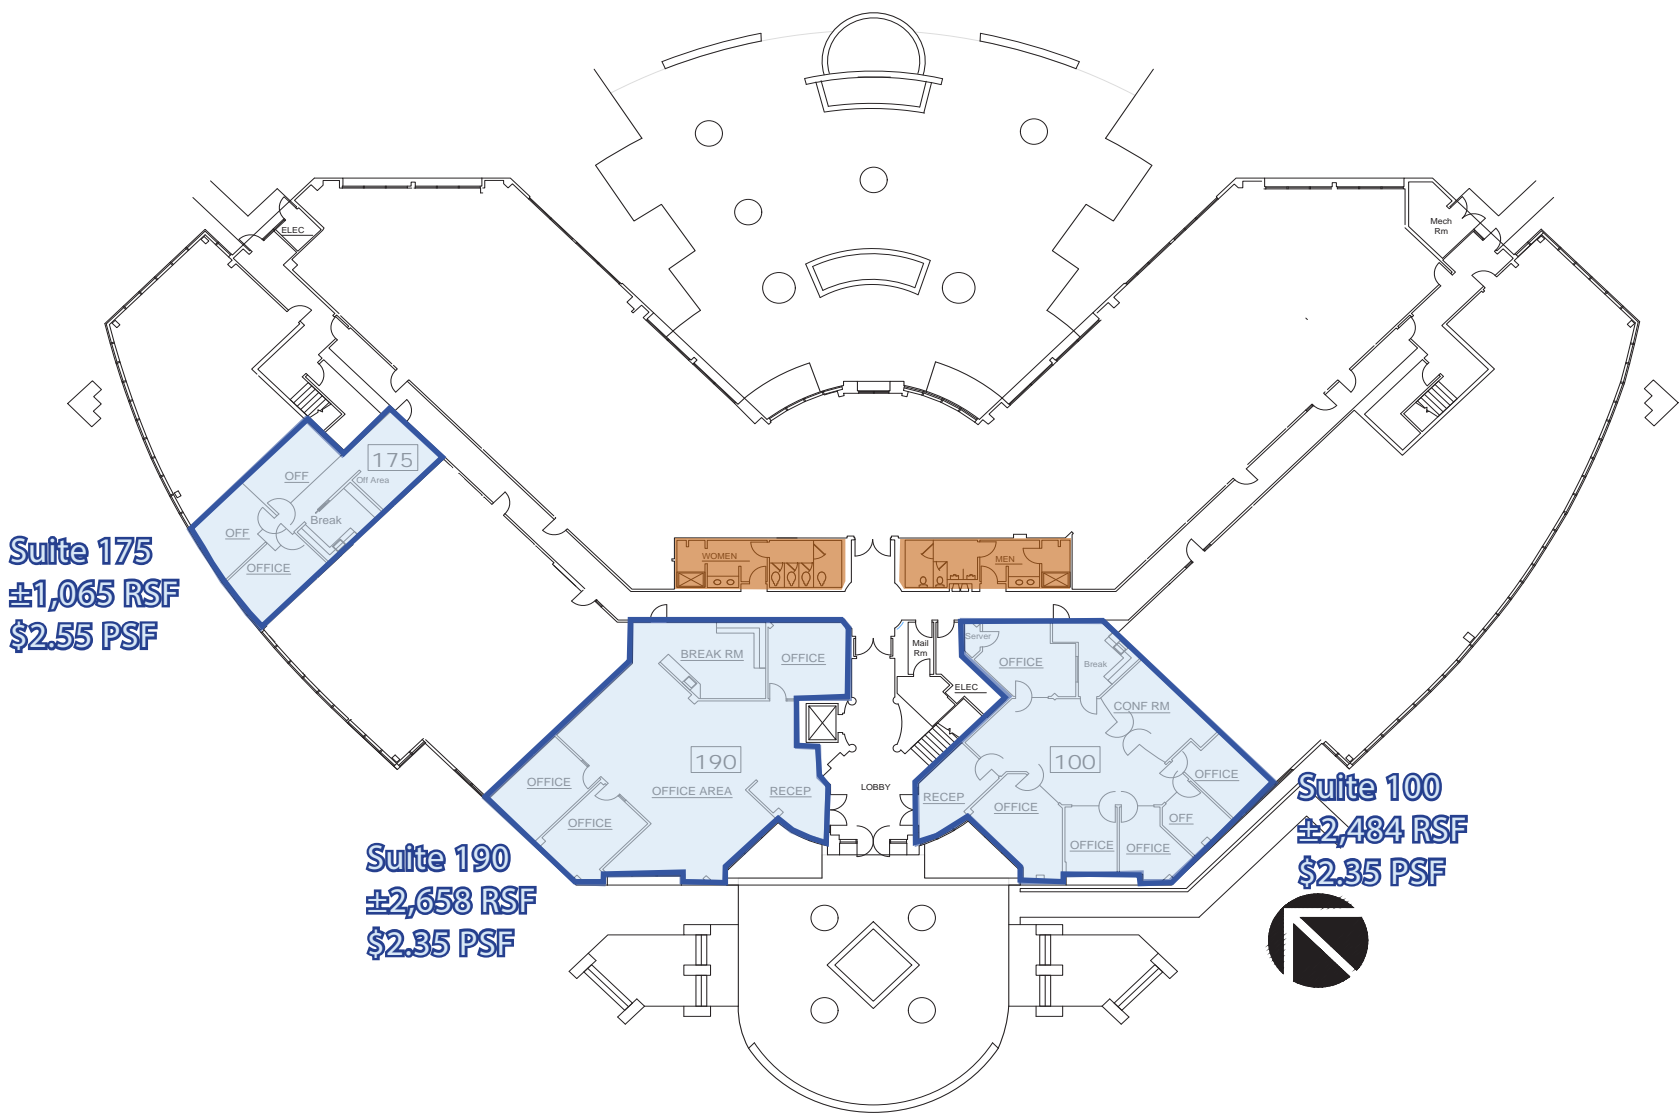 Mech
Rm
ELEC
175
OFF
Off Area
Break
OFF
OFFICE
Suite 175
±1,065 RSF
$2.55 PSF
WOMEN
MEN
BREAK RM
OFFICE
190
OFFICE
OFFICE AREA
RECEP
OFFICE
Suite 190
±2,658 RSF
$2.35 PSF
LOBBY
Mail
Rm
ELEC
Server
OFFICE
Break
CONF RM
100
OFFICE
RECEP
OFFICE
OFF
OFFICE
OFFICE
Suite 100
±2,484 RSF
$2.35 PSF